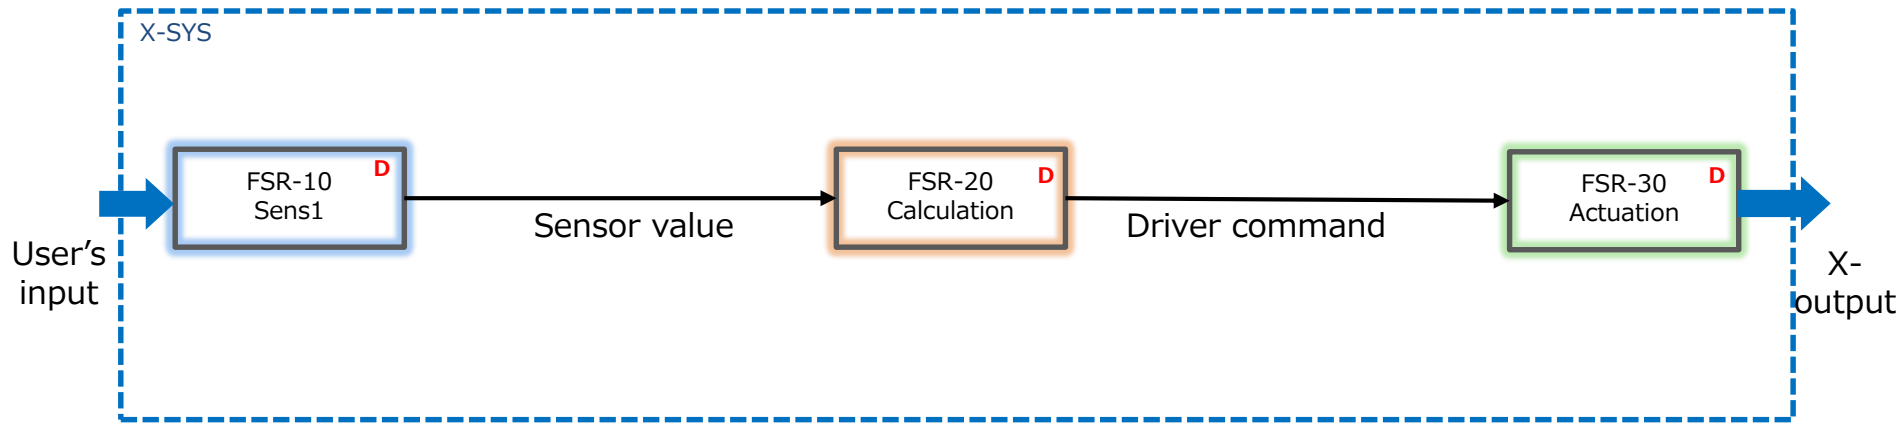 X-SYS
User's
input
FSR-10
Sens1
D
Sensor value
FSR-20
Calculation
D
Driver command
FSR-30
Actuation
D
X-
output